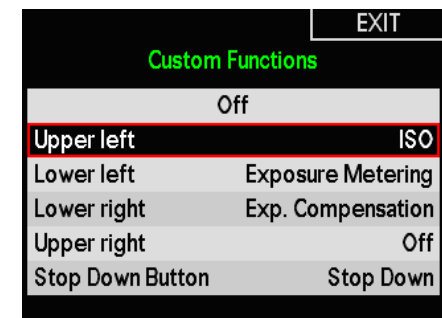 EXIT
Custom Functions
Off
Upper left ISO
Lower left Exposure Metering
Lower right Exp. Compensation
Upper right Off
Stop Down Button Stop Down